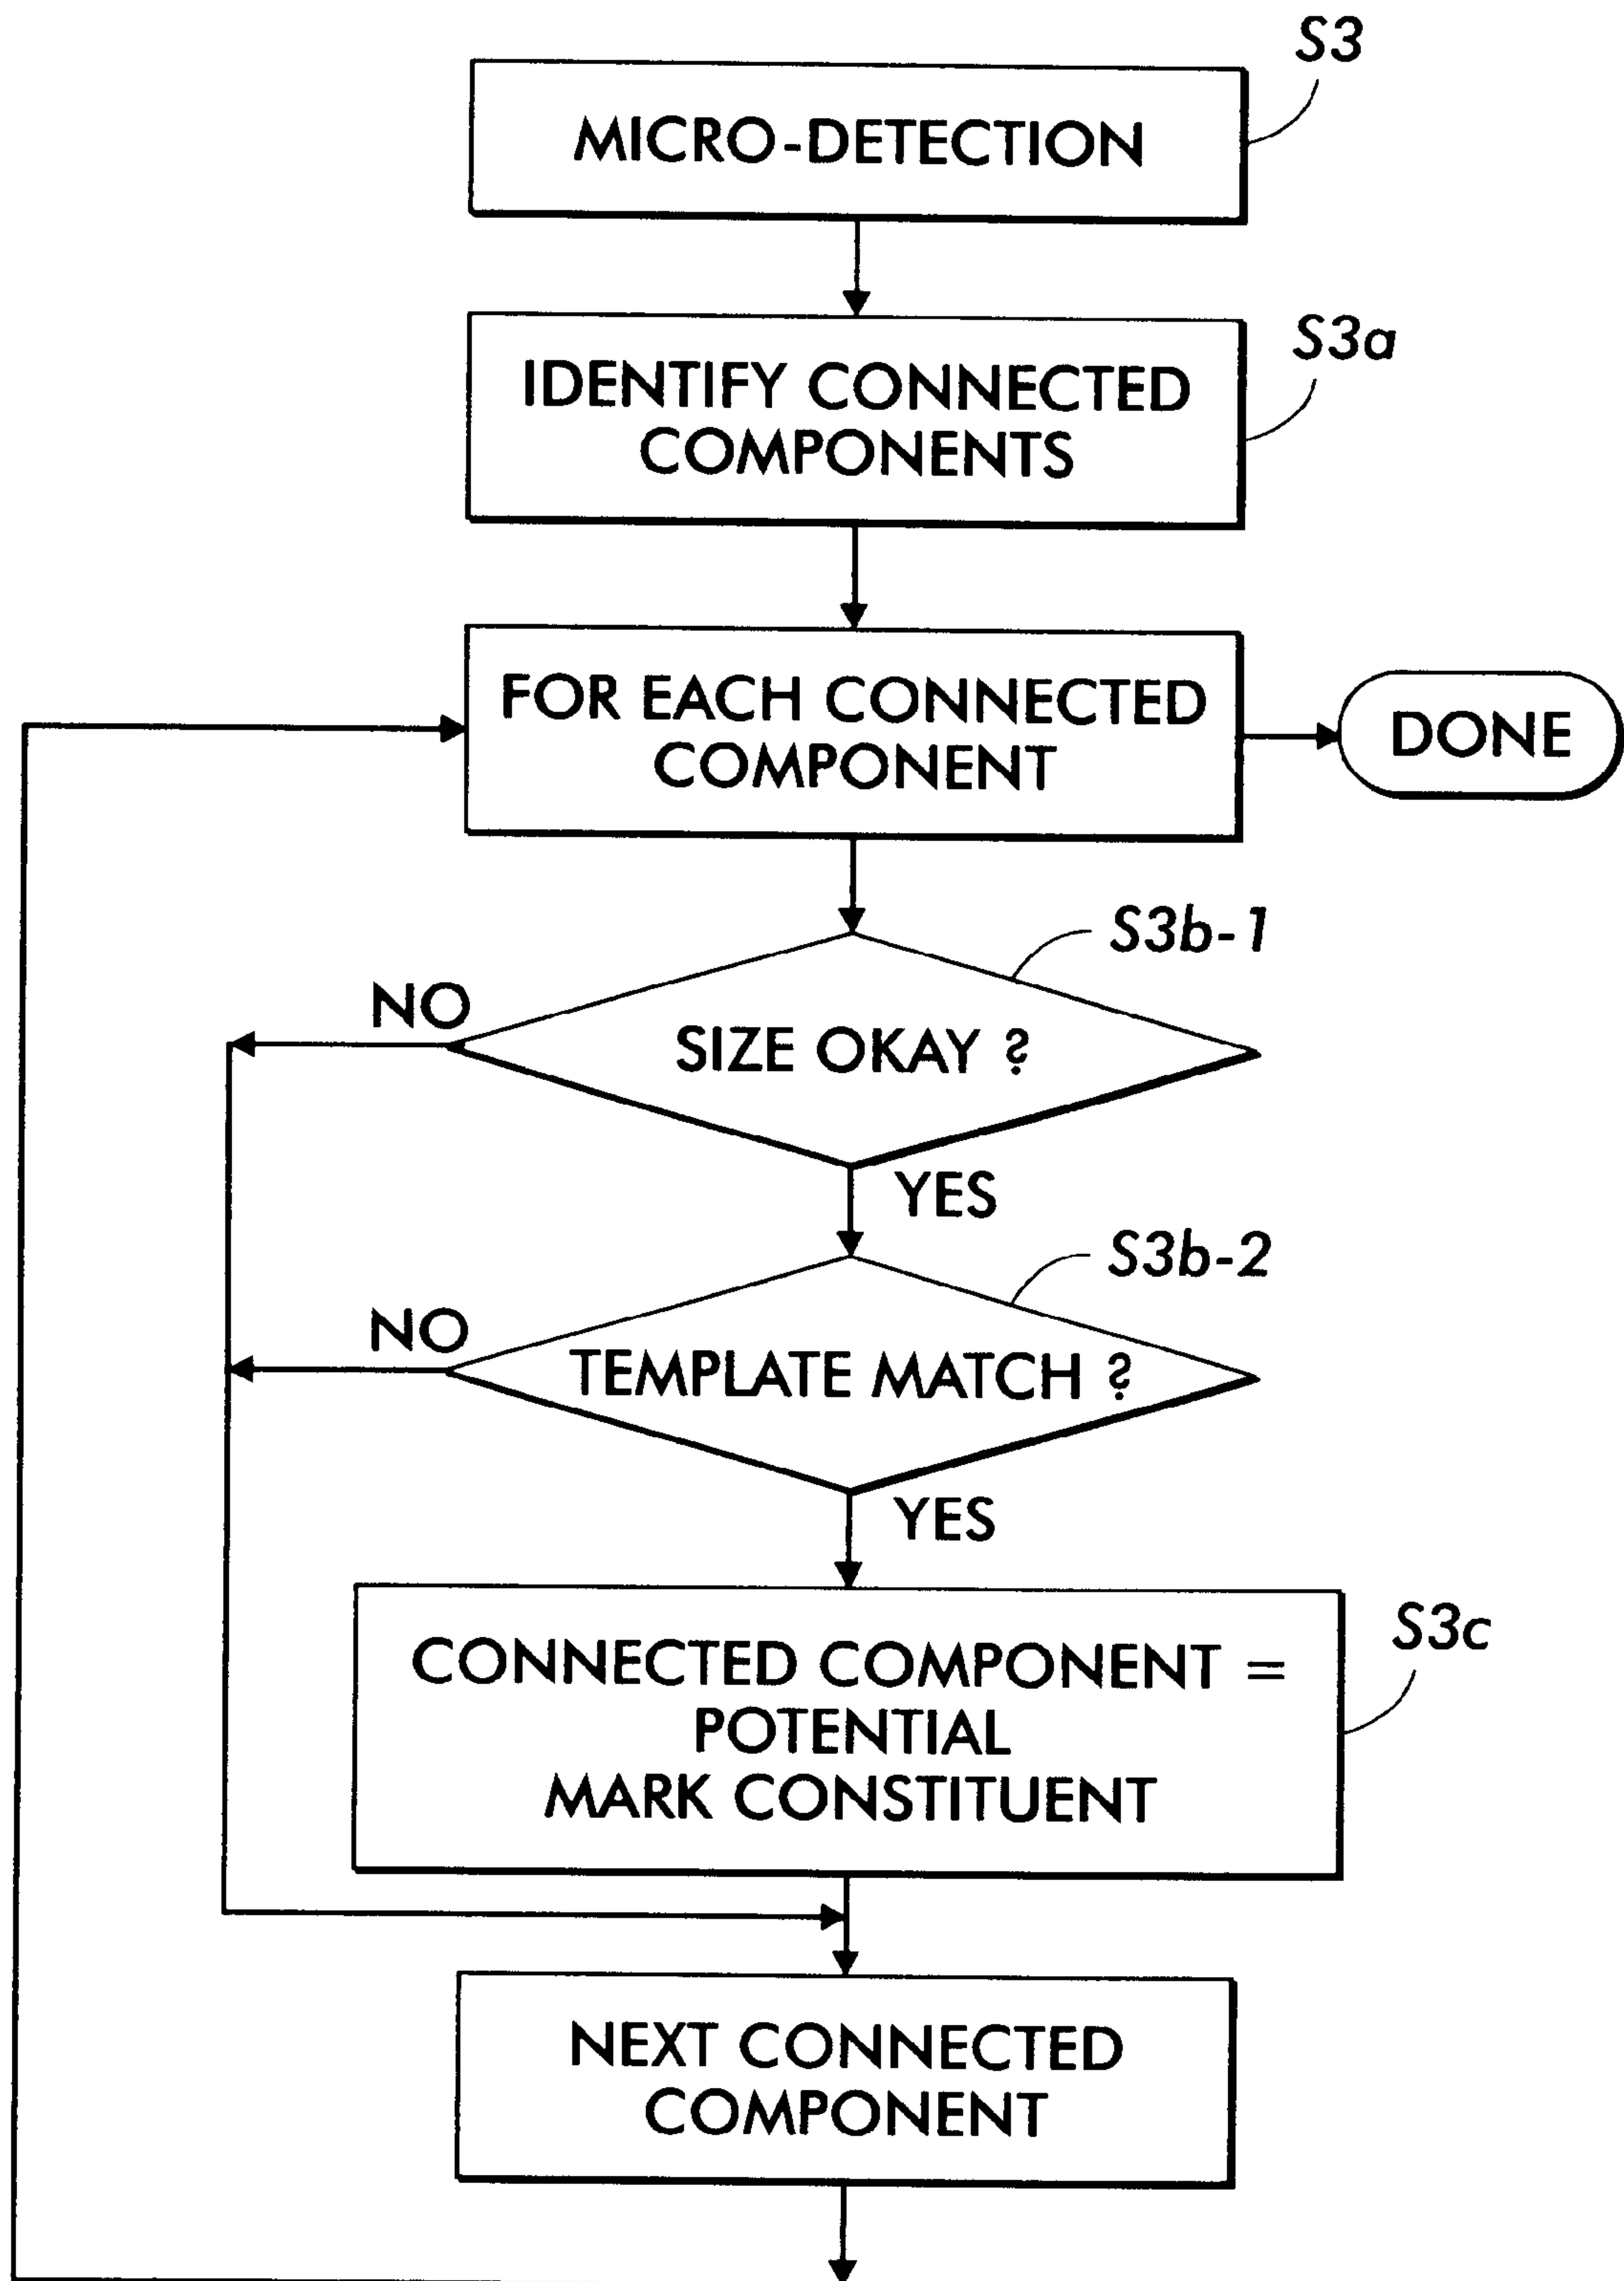 S3
MICRO-DETECTION
S3a
IDENTIFY CONNECTED
COMPONENTS
FOR EACH CONNECTED
COMPONENT
DONE
S3b-1
NO
SIZE OKAY ?
YES
S3b-2
NO
TEMPLATE MATCH ?
YES
S3c
CONNECTED COMPONENT =
POTENTIAL
MARK CONSTITUENT
NEXT CONNECTED
COMPONENT